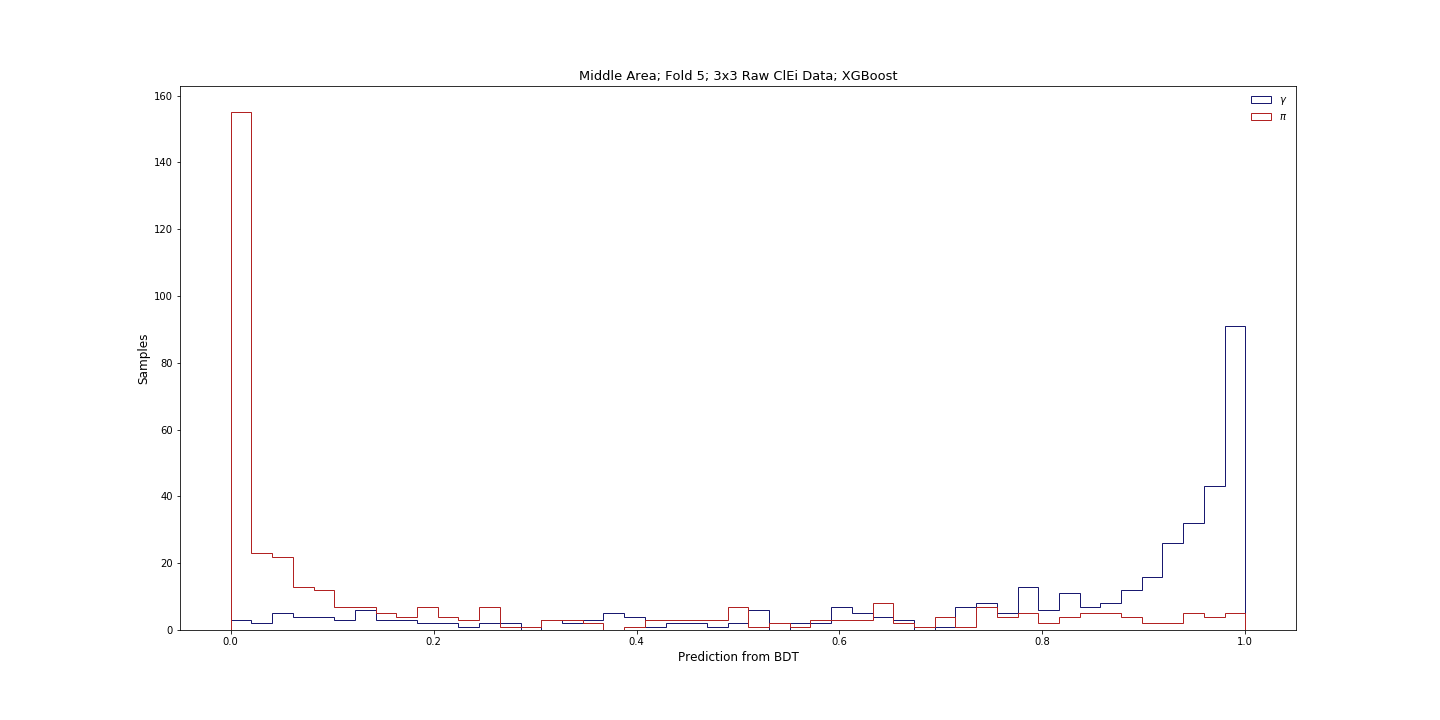 Middle Area; Fold 5; 3x3 Raw ClEi Data; XGBoost
γ
π
160
140
120
100
80
60
40
20
0
Samples
0.0 0.2 0.4 0.6 0.8 1.0
Prediction from BDT